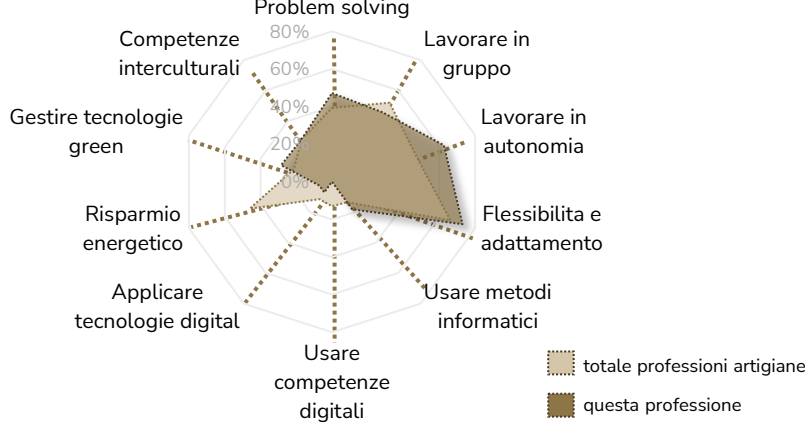 Problem solving
80%
60%
40%
20%
0%
Lavorare in
gruppo
Lavorare in
autonomia
Flessibilita e
adattamento
Usare metodi
informatici
Usare
competenze
digitali
Applicare
tecnologie digital
Risparmio
energetico
Gestire tecnologie
green
Competenze
interculturali
totale professioni artigiane
questa professione